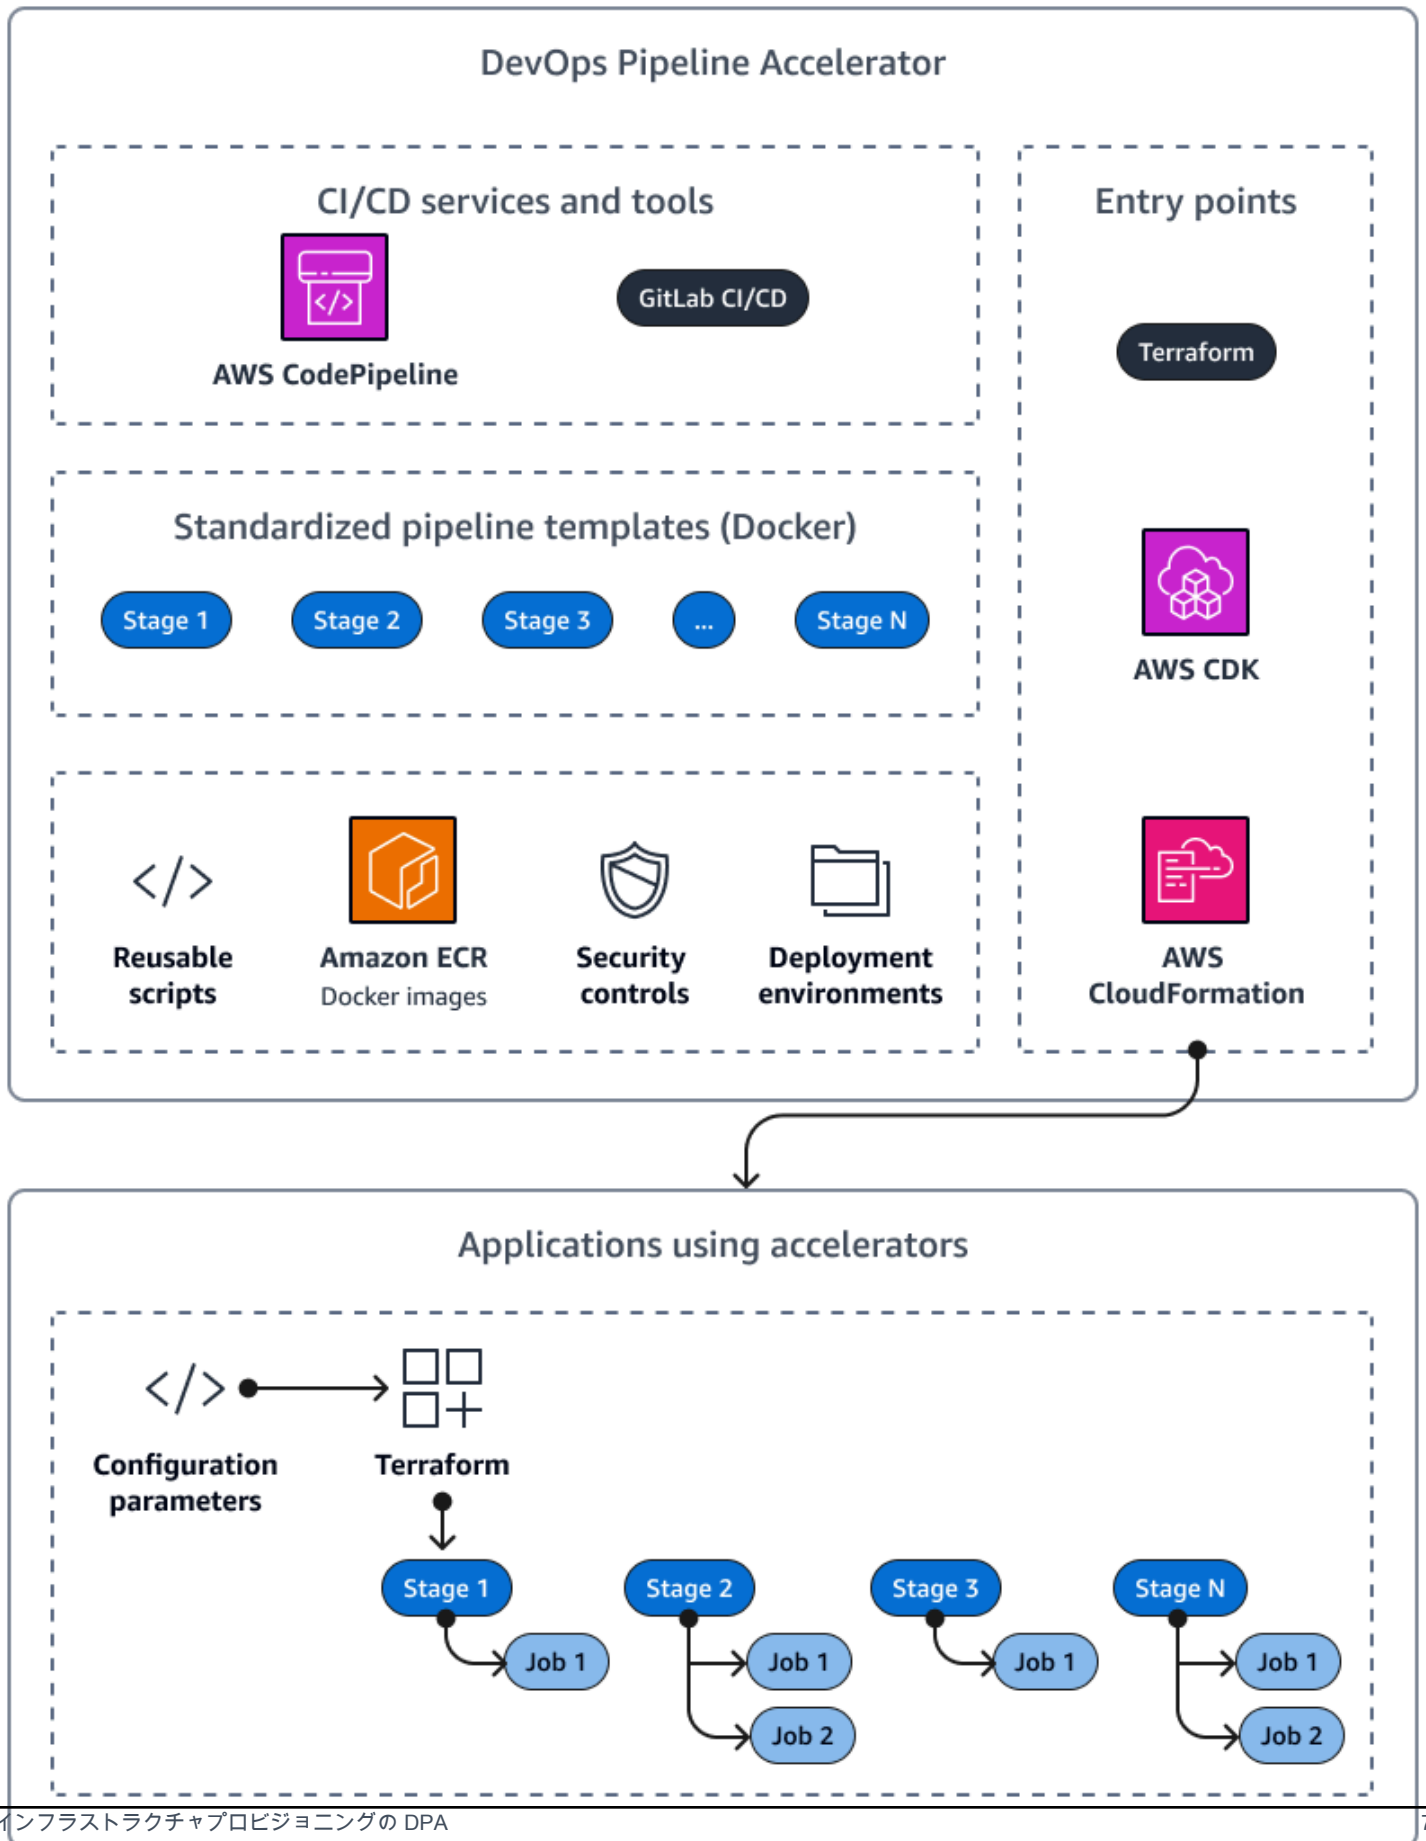 DevOps Pipeline Accelerator
CI/CD services and tools
</>
AWS CodePipeline
GitLab CI/CD
Standardized pipeline templates (Docker)
Stage 1
Stage 2
Stage 3
...
Stage N
</>
Reusable
scripts
Amazon ECR
Docker images
Security
controls
Deployment
environments
Entry points
Terraform
AWS CDK
AWS
CloudFormation
Applications using accelerators
</>
Configuration
parameters
Terraform
Stage 1
Job 1
Stage 2
Job 1
Job 2
Stage 3
Job 1
Stage N
Job 1
Job 2
インフラストラクチャプロビジョニングの DPA